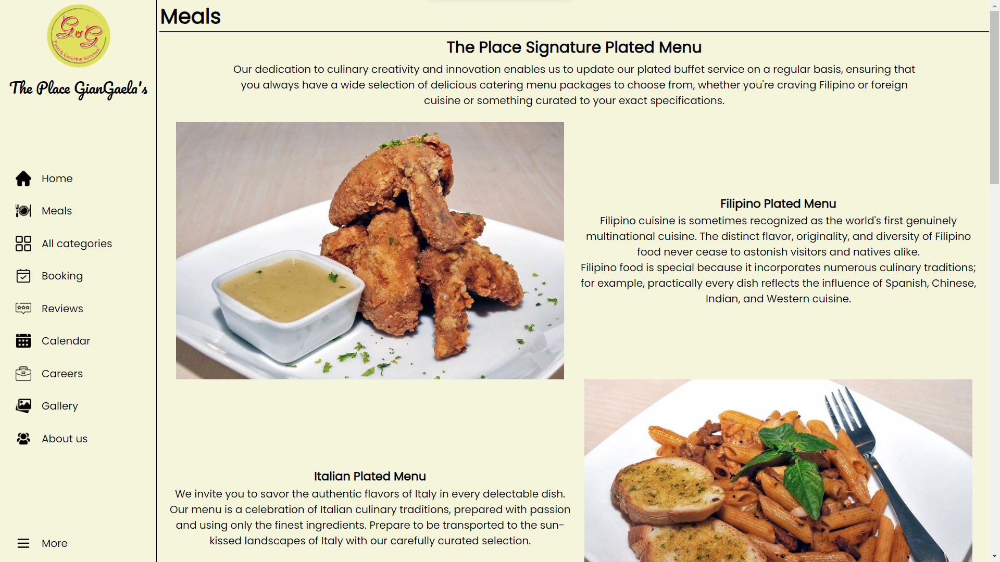 G&G
Food & Catering Services
The Place GianGaela's
Home
Meals
All categories
Booking
Reviews
Calendar
Careers
Gallery
About us
More
Meals
The Place Signature Plated Menu
Our dedication to culinary creativity and innovation enables us to update our plated buffet service on a regular basis, ensuring that
you always have a wide selection of delicious catering menu packages to choose from, whether you're craving Filipino or foreign
cuisine or something curated to your exact specifications.
Filipino Plated Menu
Filipino cuisine is sometimes recognized as the world's first genuinely
multinational cuisine. The distinct flavor, originality, and diversity of Filipino
food never cease to astonish visitors and natives alike.
Filipino food is special because it incorporates numerous culinary traditions;
for example, practically every dish reflects the influence of Spanish, Chinese,
Indian, and Western cuisine.
Italian Plated Menu
We invite you to savor the authentic flavors of Italy in every delectable dish.
Our menu is a celebration of Italian culinary traditions, prepared with passion
and using only the finest ingredients. Prepare to be transported to the sun-
kissed landscapes of Italy with our carefully curated selection.